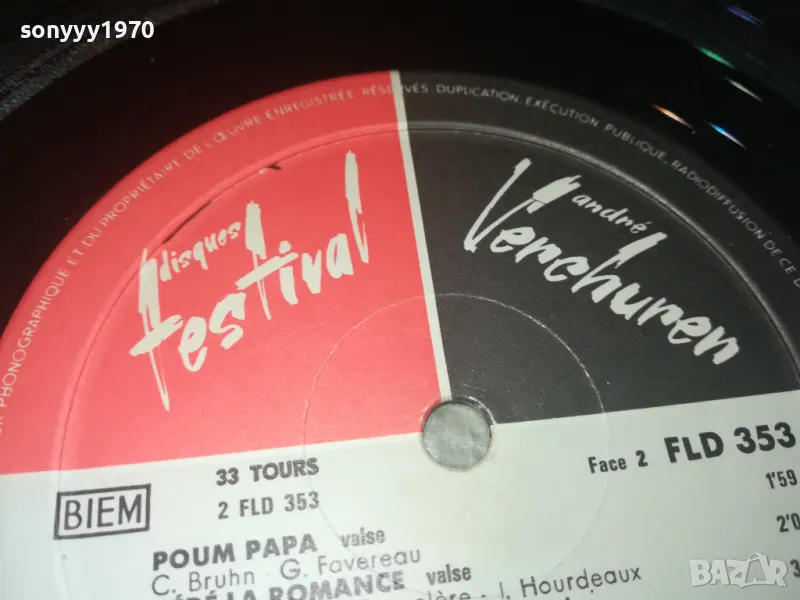 sonyyy1970
PHONOGRAPHIQUE ET DU PROPRIÉTAIRE DE L'ŒUVRE ENREGISTRÉE RÉSERVÉS. DUPLICATION, EXÉCUTION PUBLIQUE, RADIODIFFUSION DE CE
disques
festival
andré
Verchuren
33 TOURS
2 FLD 353
BIEM
Face 2 FLD 353
POUM PAPA valse 1'59
C. Bruhn - G. Favereau
LA ROMANCE valse
J. Hourdeaux
BAZAR
bg